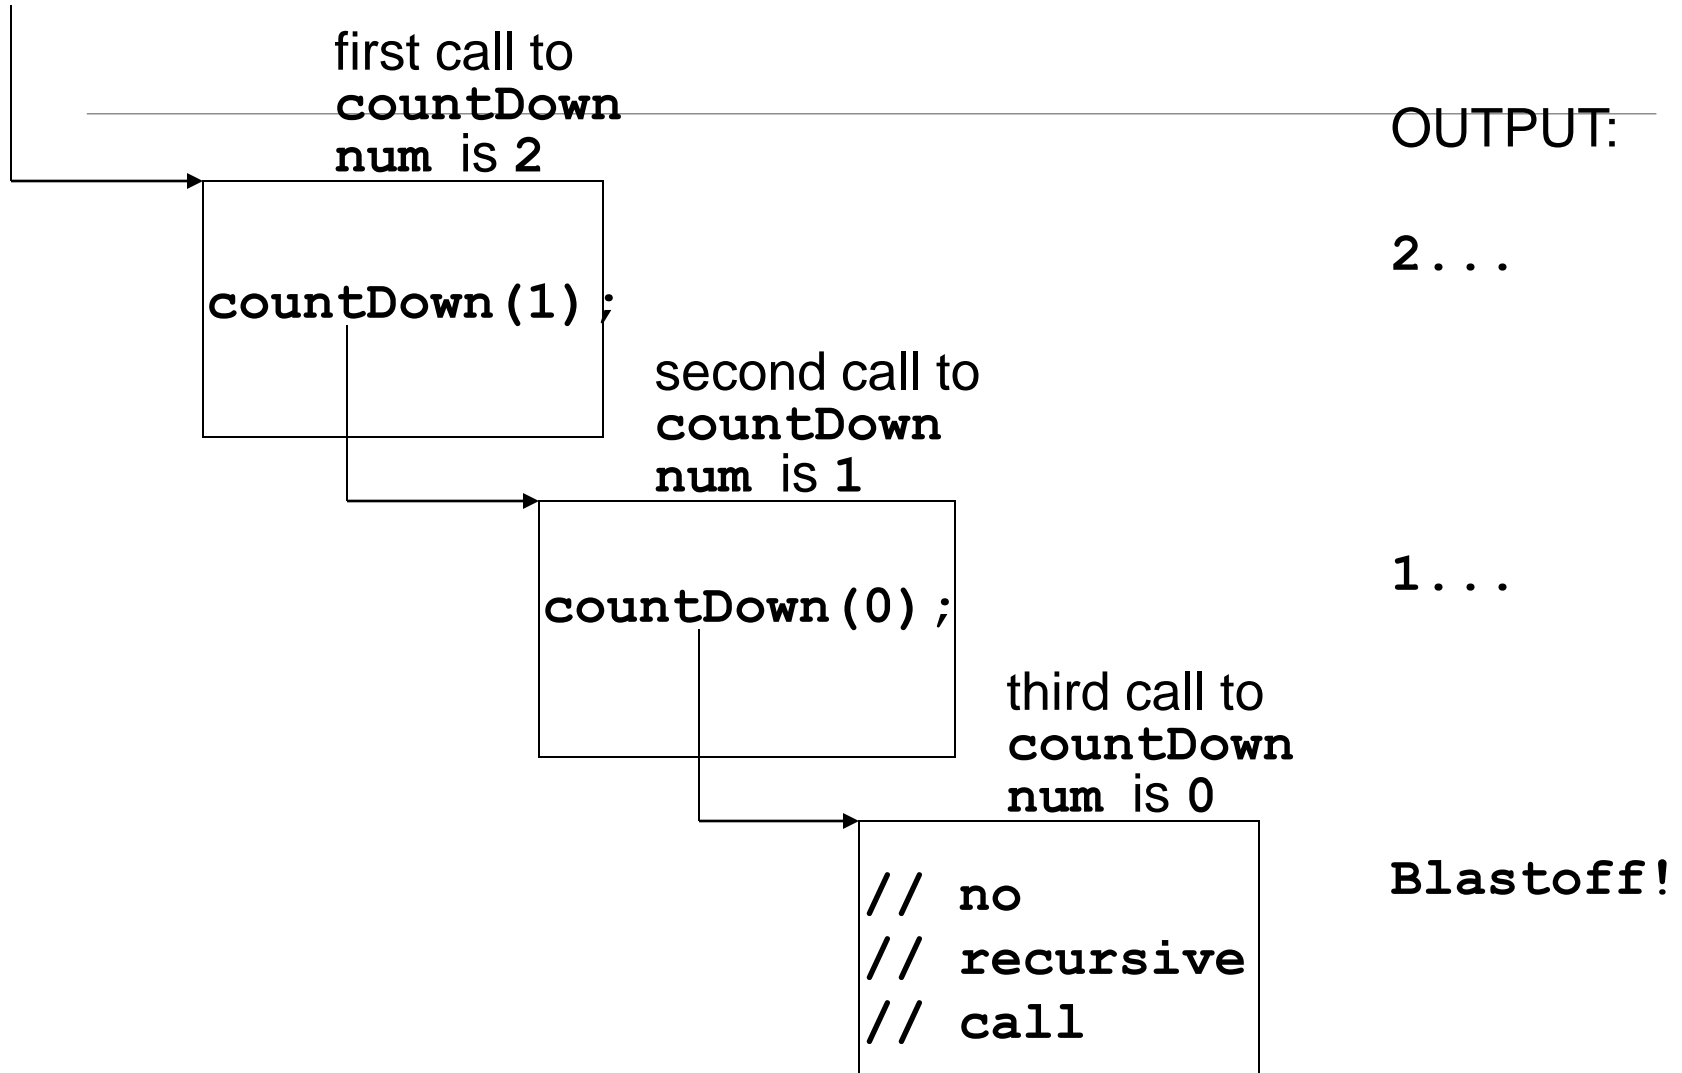 first call to
countDown
num is 2
OUTPUT:
2...
countDown(1);
second call to
countDown
num is 1
1...
countDown(0);
third call to
countDown
num is 0
Blastoff!
// no
// recursive
// call